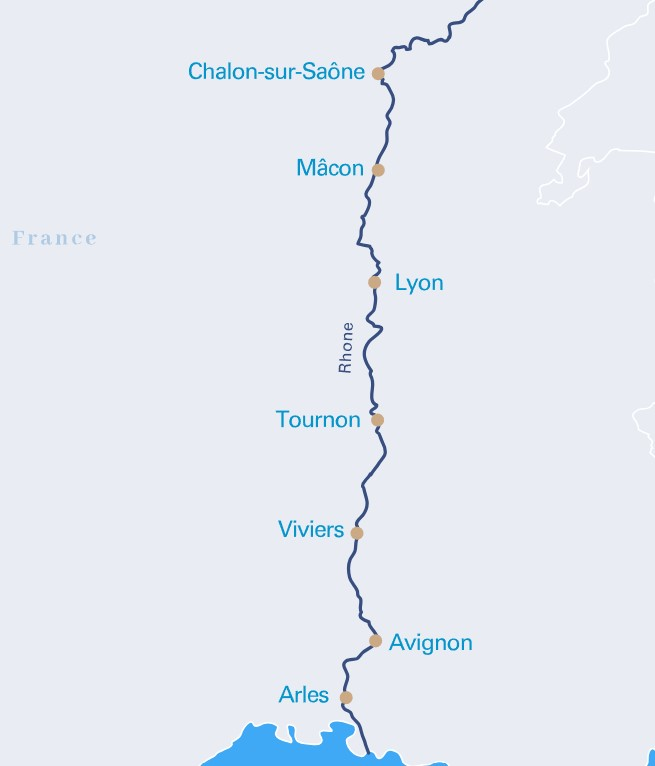 Chalon-sur-Saône
Mâcon
France
Lyon
Rhone
Tournon
Viviers
Avignon
Arles